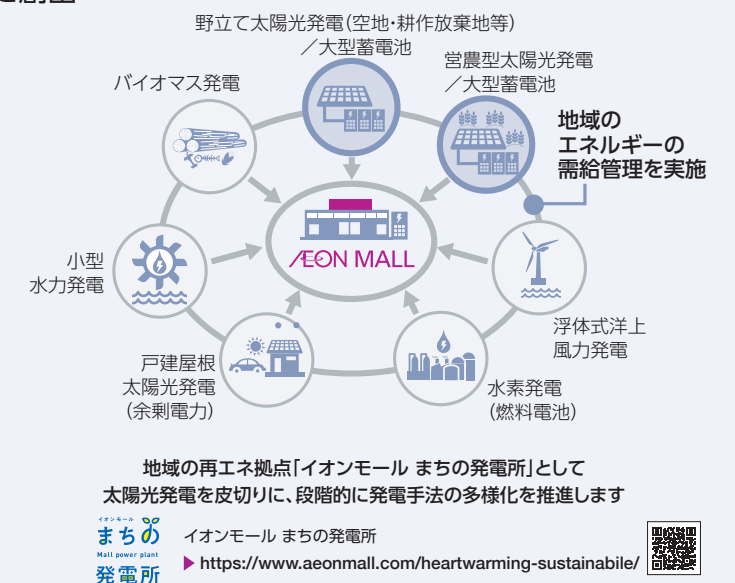 野立て太陽光発電(空地・耕作放棄地等)
/大型蓄電池
営農型太陽光発電
/大型蓄電池
バイオマス発電
地域の
エネルギーの
需給管理を実施
ÆON MALL
小型
水力発電
浮体式洋上
風力発電
戸建屋根
太陽光発電
(余剰電力)
水素発電
(燃料電池)
地域の再エネ拠点「イオンモール まちの発電所」として
太陽光発電を皮切りに、段階的に発電手法の多様化を推進します
イオンモール
まちの
Mall power plant
発電所
イオンモール まちの発電所
▶ https://www.aeonmall.com/heartwarming-sustainabile/